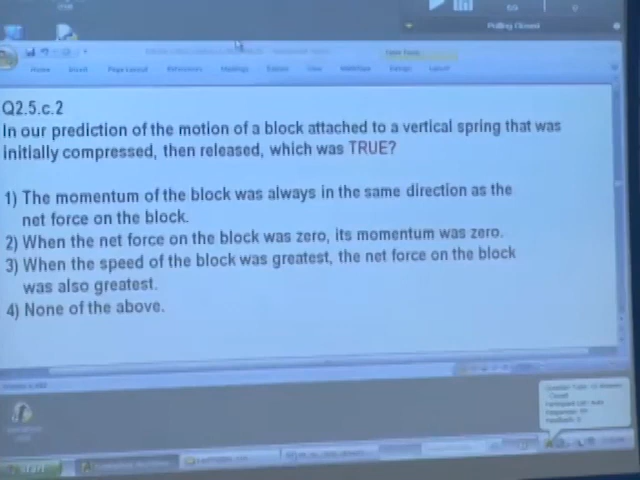 Polling Closed
Q2.5.c.2
In our prediction of the motion of a block attached to a vertical spring that was
initially compressed, then released, which was TRUE?
1) The momentum of the block was always in the same direction as the
net force on the block.
2) When the net force on the block was zero, its momentum was zero.
3) When the speed of the block was greatest, the net force on the block
was also greatest.
4) None of the above.
start